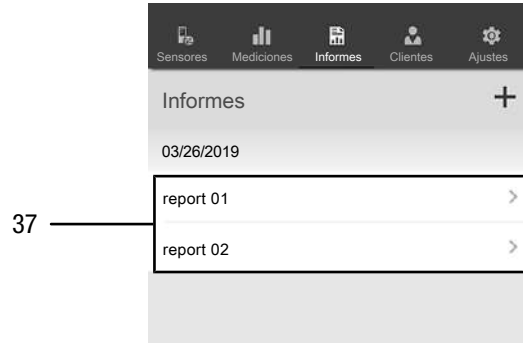 Sensores Mediciones Informes Clientes Ajustes
Informes
03/26/2019
report 01
37
report 02